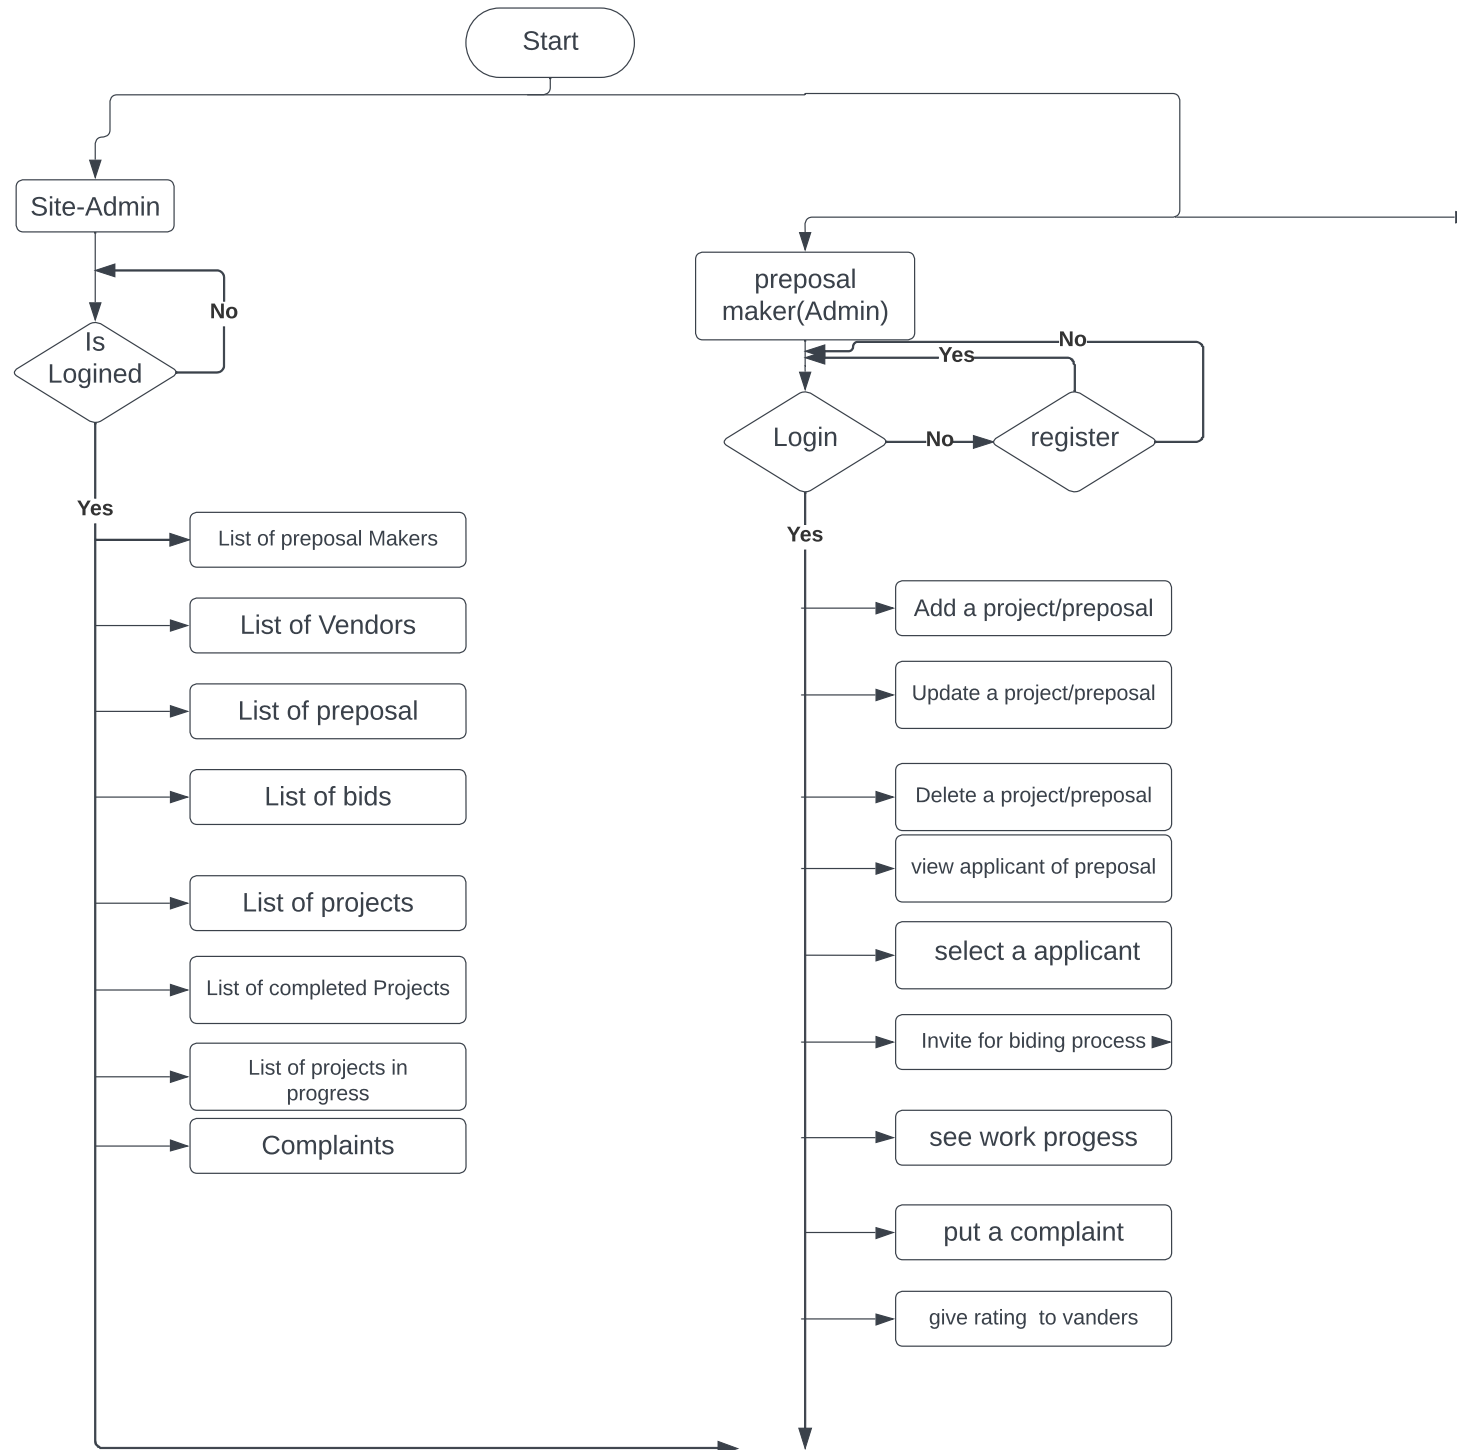 Start
Site-Admin
No
Is
Logined
Yes
List of preposal Makers
List of Vendors
List of preposal
List of bids
List of projects
List of completed Projects
List of projects in
progress
Complaints
preposal
maker(Admin)
No
Yes
Login
No
register
Yes
Add a project/preposal
Update a project/preposal
Delete a project/preposal
view applicant of preposal
select a applicant
Invite for biding process
see work progess
put a complaint
give rating  to vanders